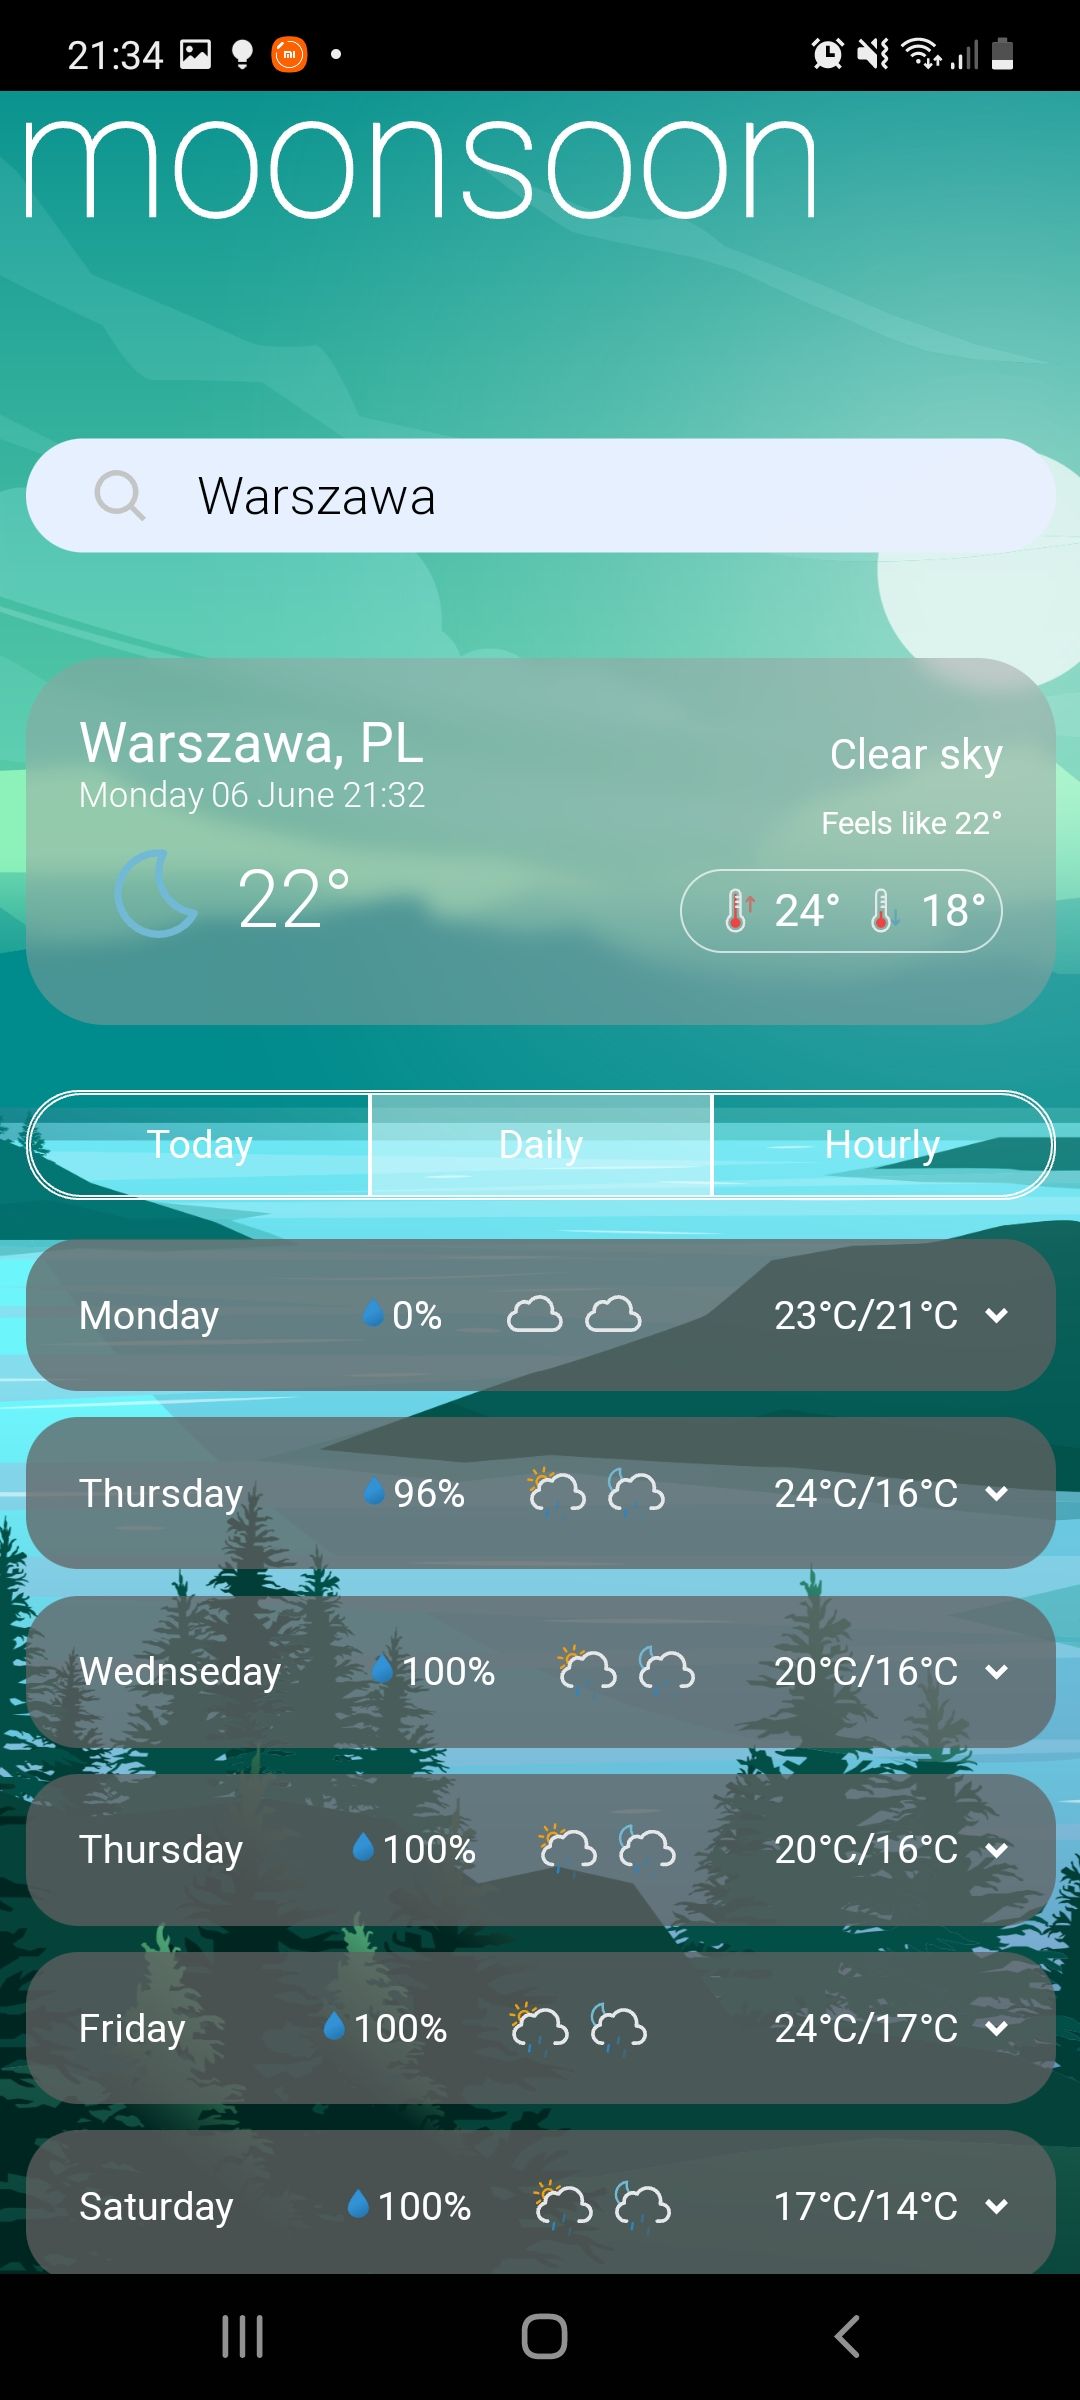 21:34
moonsoon
Warszawa
Warszawa, PL
Monday 06 June 21:32
22°
Clear sky
Feels like 22°
24° 18°
Today Daily Hourly
Monday 0% 23°C/21°C
Thursday 96% 24°C/16°C
Wednseday 100% 20°C/16°C
Thursday 100% 20°C/16°C
Friday 100% 24°C/17°C
Saturday 100% 17°C/14°C